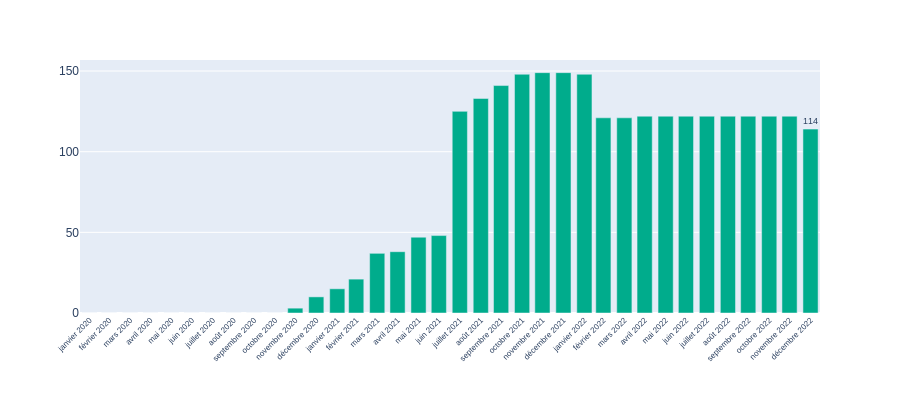 150
100
50
0
114
janvier 2020
février 2020
mars 2020
avril 2020
mai 2020
juin 2020
juillet 2020
août 2020
septembre 2020
octobre 2020
novembre 2020
décembre 2020
janvier 2021
février 2021
mars 2021
avril 2021
mai 2021
juin 2021
juillet 2021
août 2021
septembre 2021
octobre 2021
novembre 2021
décembre 2021
janvier 2022
février 2022
mars 2022
avril 2022
mai 2022
juin 2022
juillet 2022
août 2022
septembre 2022
octobre 2022
novembre 2022
décembre 2022